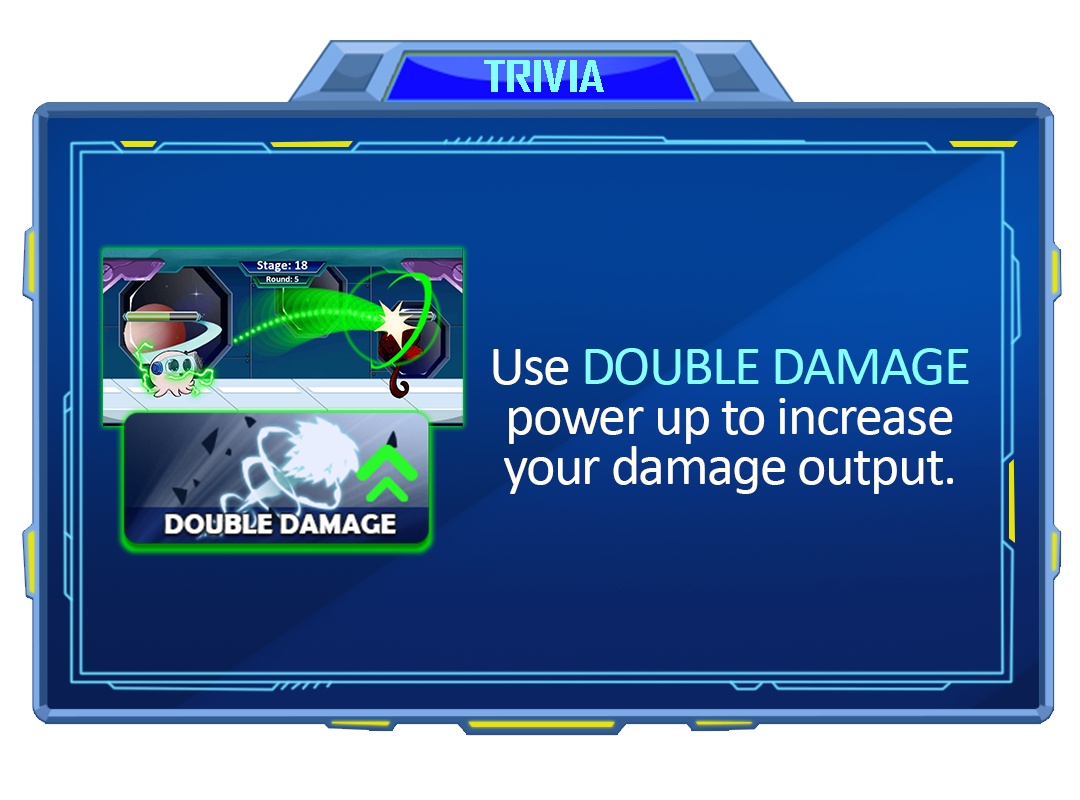 TRIVIA
Stage: 18
Round: 5
DOUBLE DAMAGE
Use DOUBLE DAMAGE
power up to increase
your damage output.